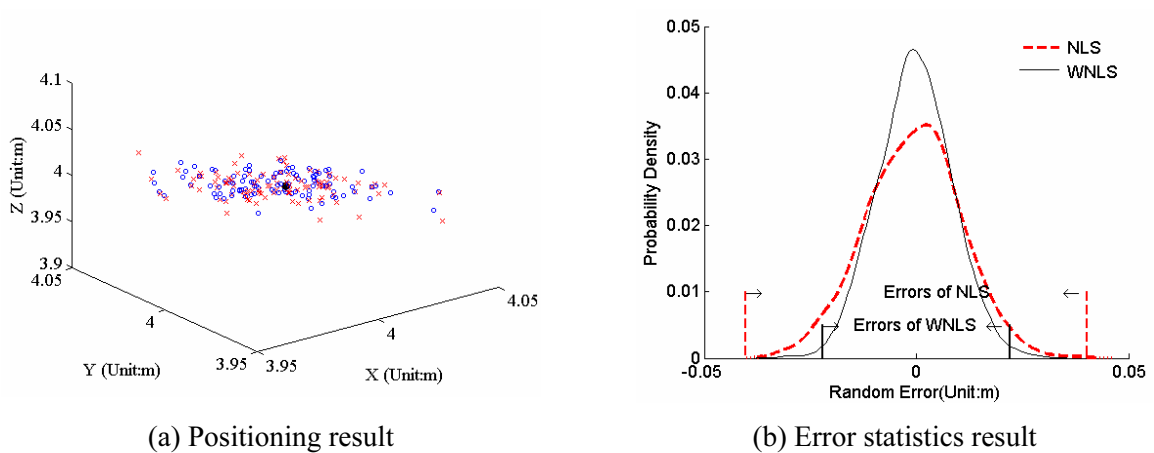 4.1
4.05
4
3.95
3.9
Z (Unit:m)
4.05
4
3.95
Y (Unit:m)
3.95
4
4.05
X (Unit:m)
(a) Positioning result
0.05
0.04
0.03
0.02
0.01
0
Probability Density
NLS
WNLS
Errors of NLS
Errors of WNLS
-0.05
0
0.05
Random Error(Unit:m)
(b) Error statistics result